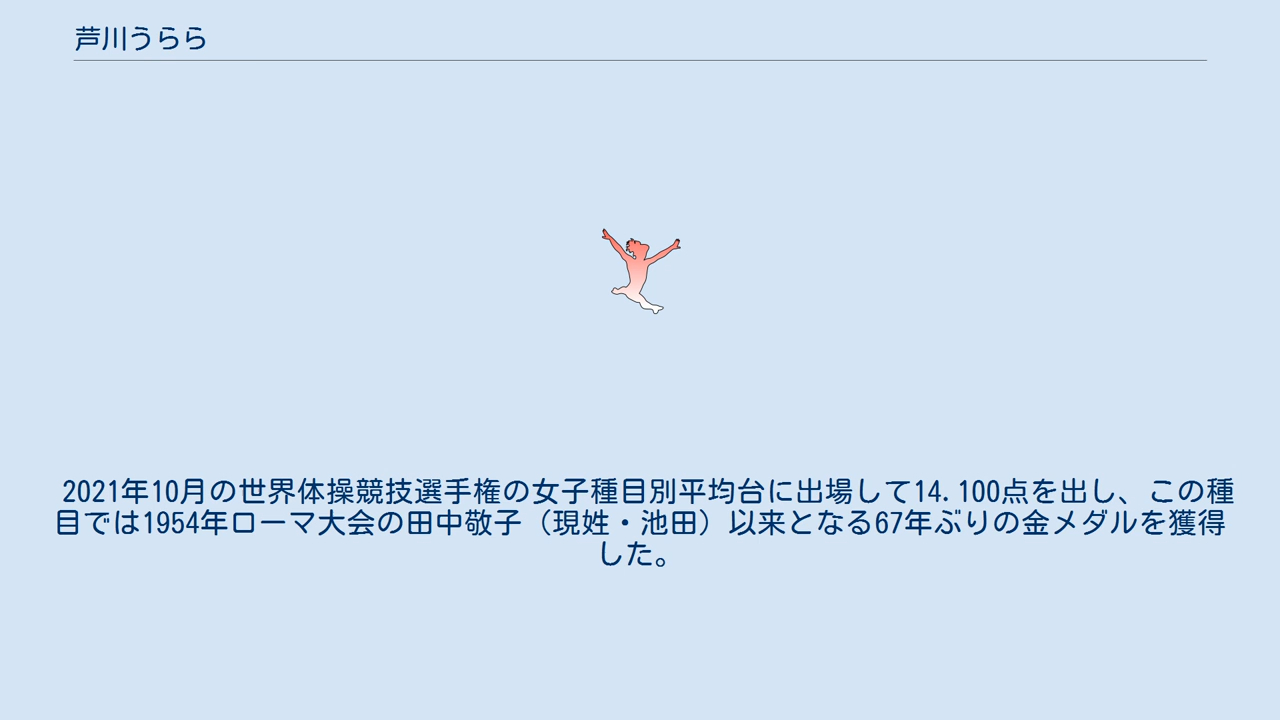 芦川うらら
2021年10月の世界体操競技選手権の女子種目別平均台に出場して14.100点を出し、この種
目では1954年ローマ大会の田中敬子（現姓・池田）以来となる67年ぶりの金メダルを獲得
した。